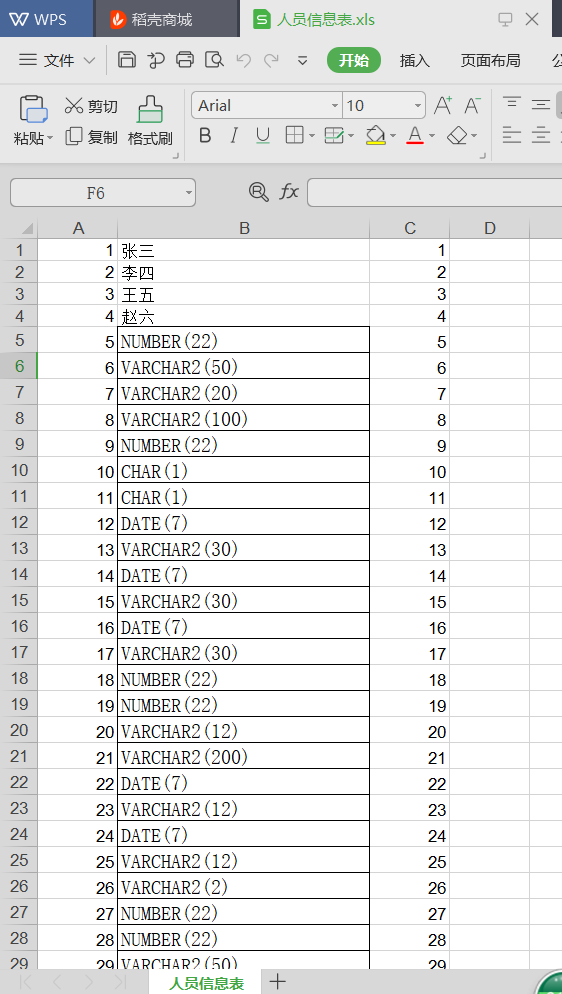 WPS 稻壳商城 人员信息表.xls
文件 开始 插入 页面布局
粘贴 剪切 复制 格式刷 Arial 10 A+ A-
B I U A
F6 fx
A B C D
1 1 张三 1
2 2 李四 2
3 3 王五 3
4 4 赵六 4
5 5 NUMBER(22) 5
6 6 VARCHAR2(50) 6
7 7 VARCHAR2(20) 7
8 8 VARCHAR2(100) 8
9 9 NUMBER(22) 9
10 10 CHAR(1) 10
11 11 CHAR(1) 11
12 12 DATE(7) 12
13 13 VARCHAR2(30) 13
14 14 DATE(7) 14
15 15 VARCHAR2(30) 15
16 16 DATE(7) 16
17 17 VARCHAR2(30) 17
18 18 NUMBER(22) 18
19 19 NUMBER(22) 19
20 20 VARCHAR2(12) 20
21 21 VARCHAR2(200) 21
22 22 DATE(7) 22
23 23 VARCHAR2(12) 23
24 24 DATE(7) 24
25 25 VARCHAR2(12) 25
26 26 VARCHAR2(2) 26
27 27 NUMBER(22) 27
28 28 NUMBER(22) 28
29 29 VARCHAR2(50) 29
人员信息表